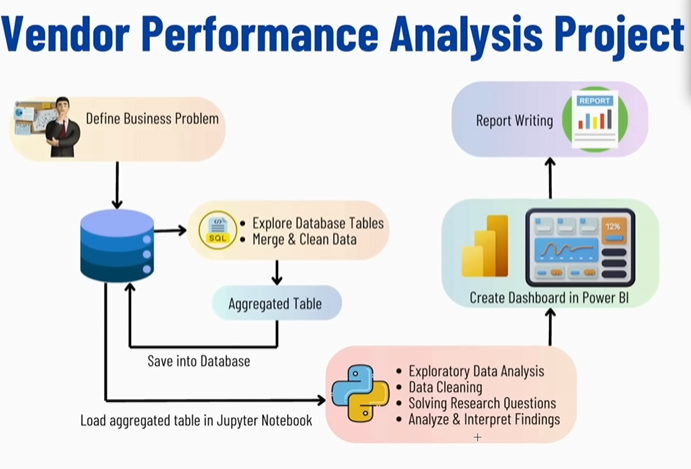 Vendor Performance Analysis Project
Define Business Problem
REPORT
Report Writing
SQL
Explore Database Tables
Merge & Clean Data
12%
Aggregated Table
Create Dashboard in Power BI
Save into Database
Exploratory Data Analysis
Data Cleaning
Solving Research Questions
Analyze & Interpret Findings
Load aggregated table in Jupyter Notebook